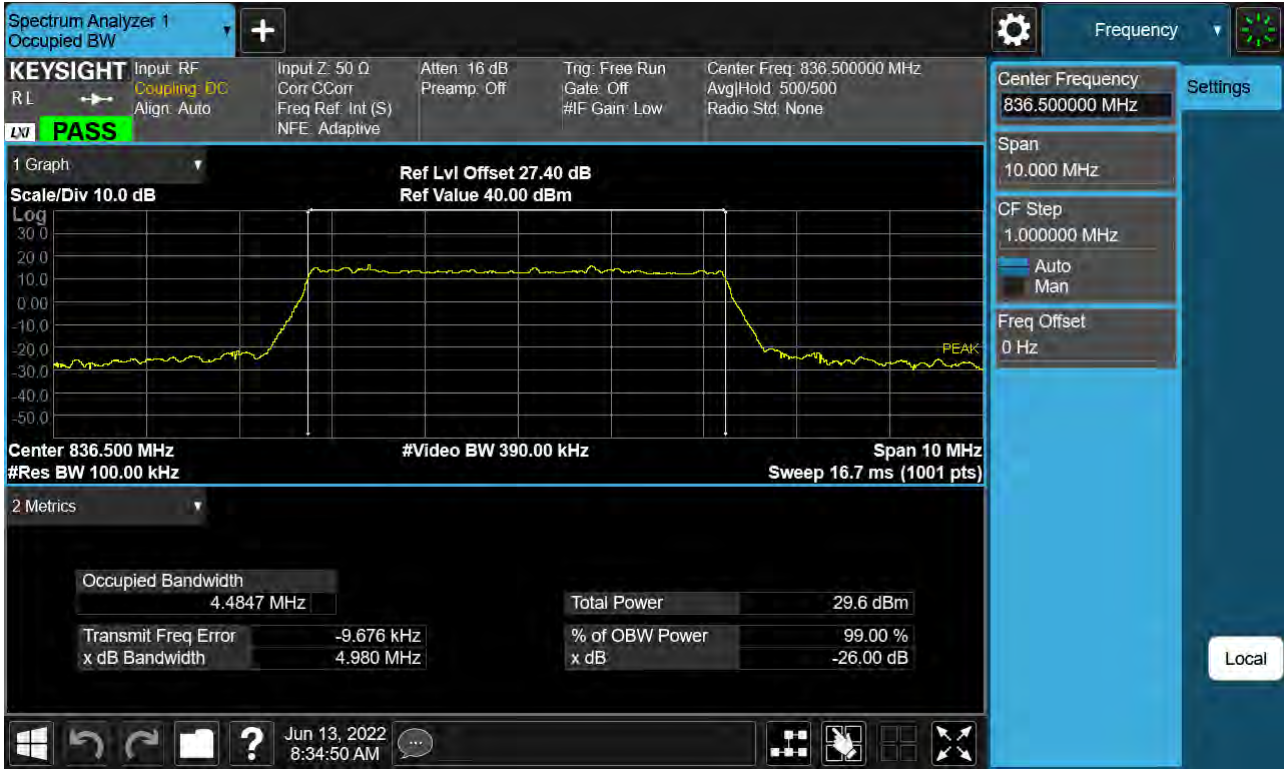 Spectrum Analyzer 1
Occupied BW
+
Frequency
KEYSIGHT
RL
LXI
PASS
Input: RF
Coupling: DC
Align: Auto
Input Z: 50 Ω
Corr CCorr
Freq Ref: Int (S)
NFE: Adaptive
Atten: 16 dB
Preamp: Off
Trig: Free Run
Gate: Off
#IF Gain: Low
Center Freq: 836.500000 MHz
Avg|Hold: 500/500
Radio Std: None
Center Frequency
836.500000 MHz
Settings
Span
10.000 MHz
CF Step
1.000000 MHz
Auto
Man
Freq Offset
0 Hz
1 Graph
Scale/Div 10.0 dB
Ref Lvl Offset 27.40 dB
Ref Value 40.00 dBm
Log
30.0
20.0
10.0
0.00
-10.0
-20.0
-30.0
-40.0
-50.0
PEAK
Center 836.500 MHz
#Video BW 390.00 kHz
Span 10 MHz
#Res BW 100.00 kHz
Sweep 16.7 ms (1001 pts)
2 Metrics
Occupied Bandwidth
4.4847 MHz
Total Power 29.6 dBm
Transmit Freq Error -9.676 kHz
% of OBW Power 99.00 %
x dB Bandwidth 4.980 MHz
x dB -26.00 dB
Local
?
Jun 13, 2022
8:34:50 AM